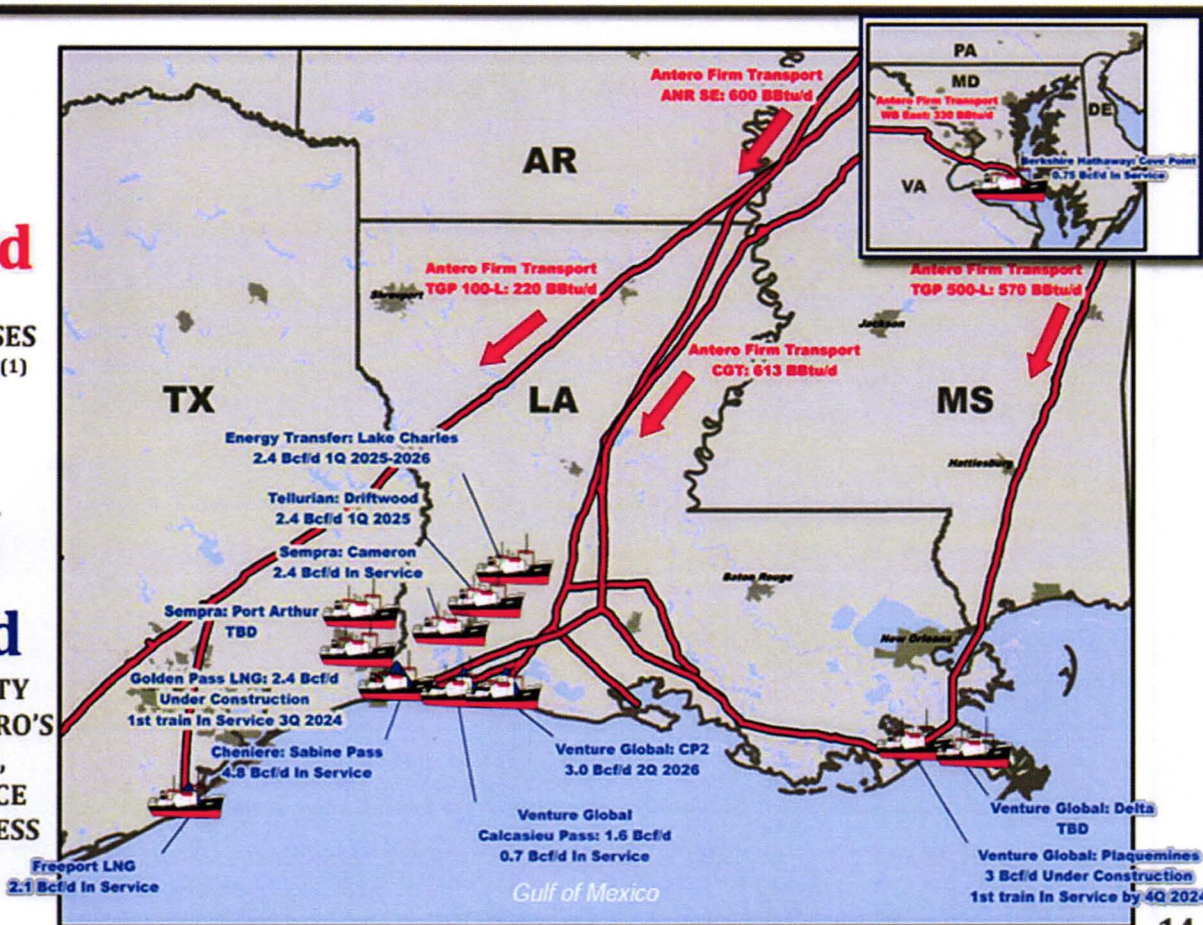 d
SES
(1)
d
TY
RO'S
,
CE
ESS
Antero Firm Transport
ANR SE: 600 BBtu/d
PA
MD
DE
VA
Antero Firm Transport
WB East: 330 BBtu/d
Berkshire Hathaway: Cove Point
0.75 Bcf/d In Service
AR
Antero Firm Transport
TGP 100-L: 220 BBtu/d
Antero Firm Transport
TGP 500-L: 570 BBtu/d
Shreveport
Jackson
Antero Firm Transport
CGT: 613 BBtu/d
TX
LA
MS
Energy Transfer: Lake Charles
2.4 Bcf/d 1Q 2025-2026
Hattiesburg
Tellurian: Driftwood
2.4 Bcf/d 1Q 2025
Sempra: Cameron
2.4 Bcf/d In Service
Baton Rouge
Sempra: Port Arthur
TBD
New Orleans
Golden Pass LNG: 2.4 Bcf/d
Under Construction
1st train In Service 3Q 2024
Cheniere: Sabine Pass
4.8 Bcf/d In Service
Venture Global: CP2
3.0 Bcf/d 2Q 2026
Venture Global
Calcasieu Pass: 1.6 Bcf/d
0.7 Bcf/d In Service
Venture Global: Delta
TBD
Venture Global: Plaquemines
3 Bcf/d Under Construction
1st train In Service by 4Q 2024
Freeport LNG
2.1 Bcf/d In Service
Gulf of Mexico
14